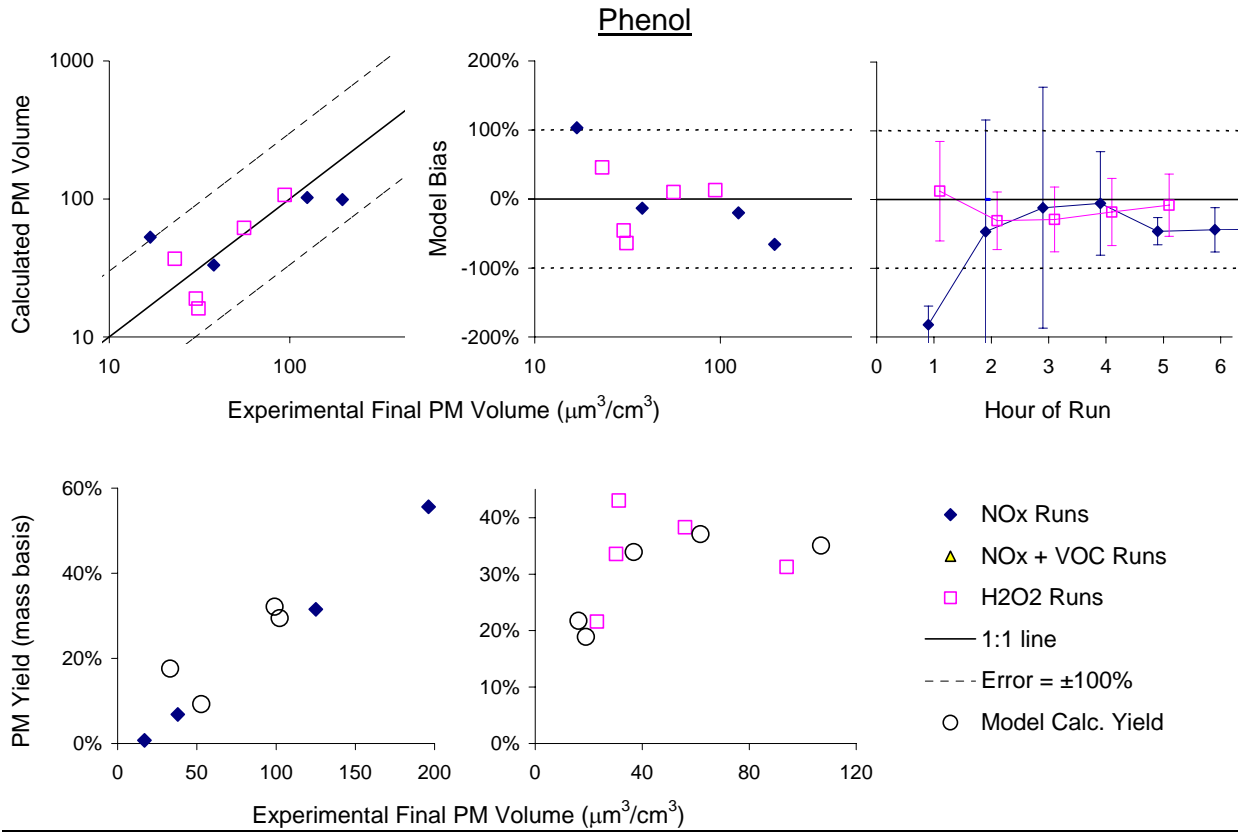 Phenol
Calculated PM Volume
1000
100
10
10
100
Model Bias
200%
100%
0%
-100%
-200%
10
100
0
1
2
3
4
5
6
Experimental Final PM Volume (μm³/cm³)
Hour of Run
PM Yield (mass basis)
60%
40%
20%
0%
0
50
100
150
200
40%
30%
20%
10%
0%
0
40
80
120
Experimental Final PM Volume (μm³/cm³)
NOx Runs
NOx + VOC Runs
H2O2 Runs
1:1 line
Error = ±100%
Model Calc. Yield